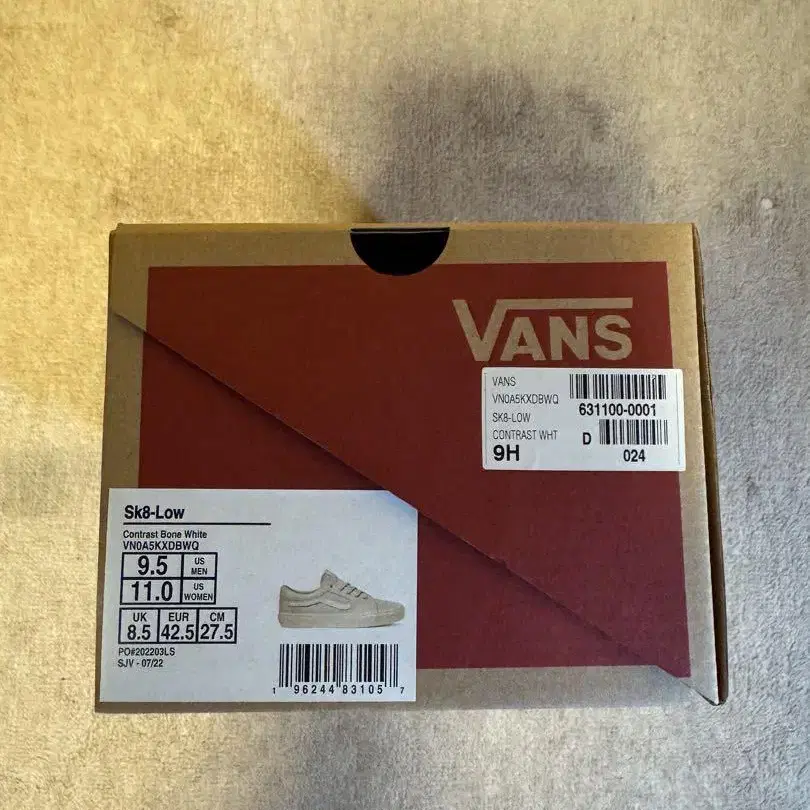 VANS
VANS
VN0A5KXDBWQ
631100-0001
SK8-LOW
CONTRAST WHT
D
9H
024
Sk8-Low
Contrast Bone White
VN0A5KXDBWQ
9.5 US MEN
11.0 US WOMEN
UK EUR CM
8.5 42.5 27.5
PO#202203LS
SJV - 07/22
1 96244 83105 7